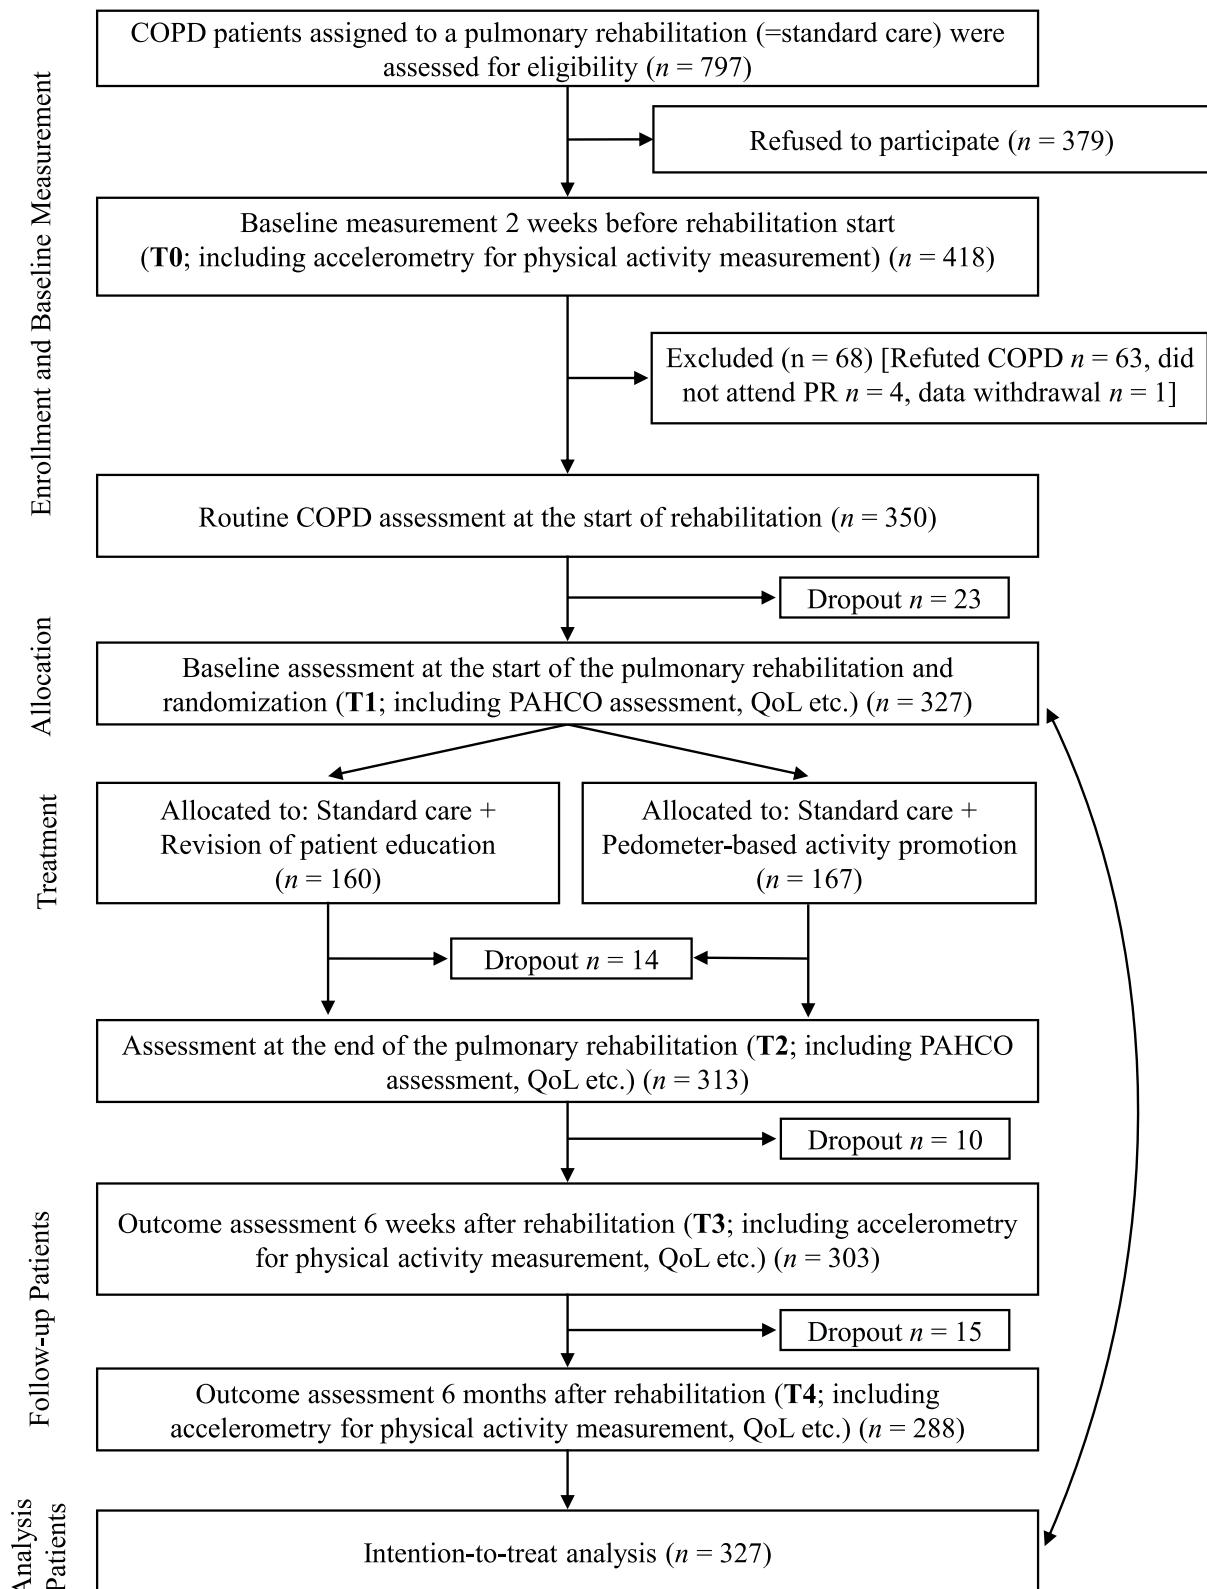 COPD patients assigned to a pulmonary rehabilitation (=standard care) were
assessed for eligibility (n = 797)
Refused to participate (n = 379)
Baseline measurement 2 weeks before rehabilitation start
(T0; including accelerometry for physical activity measurement) (n = 418)
Excluded (n = 68) [Refuted COPD n = 63, did
not attend PR n = 4, data withdrawal n = 1]
Routine COPD assessment at the start of rehabilitation (n = 350)
Enrollment and Baseline Measurement
Dropout n = 23
Baseline assessment at the start of the pulmonary rehabilitation and
randomization (T1; including PAHCO assessment, QoL etc.) (n = 327)
Allocation
Allocated to: Standard care +
Revision of patient education
(n = 160)
Allocated to: Standard care +
Pedometer-based activity promotion
(n = 167)
Treatment
Dropout n = 14
Assessment at the end of the pulmonary rehabilitation (T2; including PAHCO
assessment, QoL etc.) (n = 313)
Dropout n = 10
Outcome assessment 6 weeks after rehabilitation (T3; including accelerometry
for physical activity measurement, QoL etc.) (n = 303)
Dropout n = 15
Outcome assessment 6 months after rehabilitation (T4; including
accelerometry for physical activity measurement, QoL etc.) (n = 288)
Follow-up Patients
Intention-to-treat analysis (n = 327)
Analysis
Patients